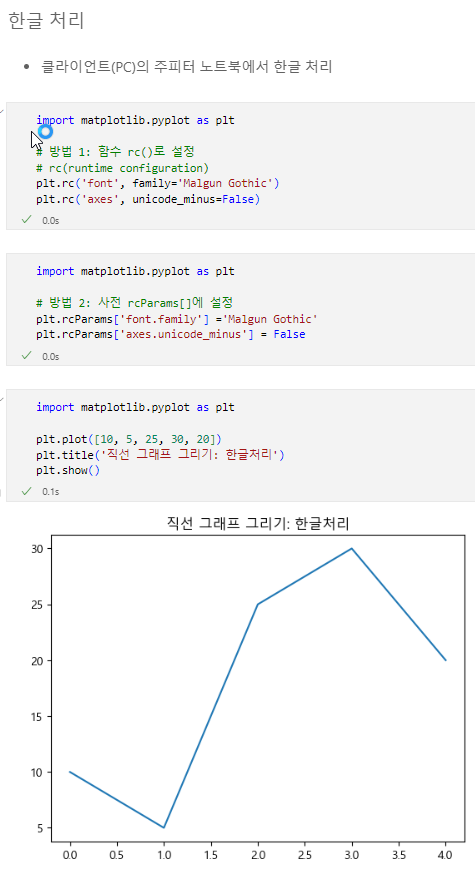 한글 처리
• 클라이언트(PC)의 주피터 노트북에서 한글 처리
import matplotlib.pyplot as plt
# 방법 1: 함수 rc()로 설정
# rc(runtime configuration)
plt.rc('font', family='Malgun Gothic')
plt.rc('axes', unicode_minus=False)
✓ 0.0s
import matplotlib.pyplot as plt
# 방법 2: 사전 rcParams[]에 설정
plt.rcParams['font.family'] ='Malgun Gothic'
plt.rcParams['axes.unicode_minus'] = False
✓ 0.0s
import matplotlib.pyplot as plt
plt.plot([10, 5, 25, 30, 20])
plt.title('직선 그래프 그리기: 한글처리')
plt.show()
✓ 0.1s
직선 그래프 그리기: 한글처리
30
25
20
15
10
5
0.0 0.5 1.0 1.5 2.0 2.5 3.0 3.5 4.0